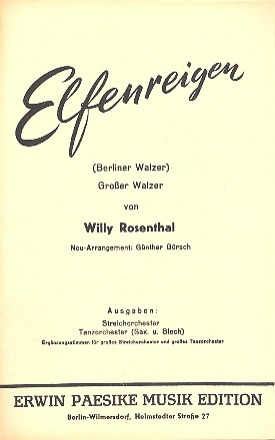 Elfenreigen
(Berliner Walzer)
Großer Walzer
von
Willy Rosenthal
Neu-Arrangement: Günther Gürsch
Ausgaben:
Streichorchester
Tanzorchester (Sax. u. Blech)
Ergänzungsstimmen für großes Streichorchester und großes Tanzorchester
ERWIN PAESIKE MUSIK EDITION
Berlin-Wilmersdorf, Helmstedter Straße 27